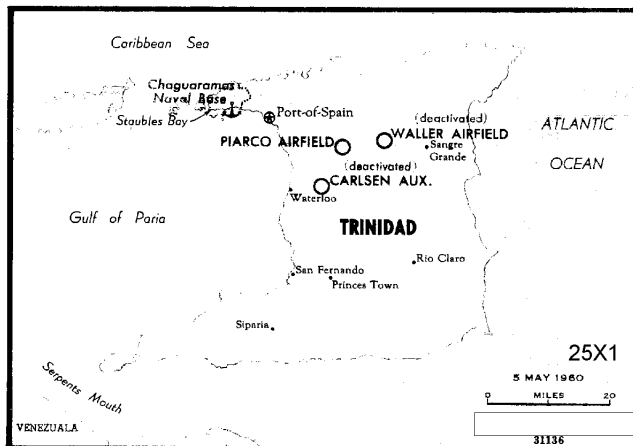 Caribbean Sea
Chaguaramas
Naval Base
Staubles Bay
Port-of-Spain
(deactivated)
WALLER AIRFIELD
PIARCO AIRFIELD
Sangre
Grande
ATLANTIC
OCEAN
(deactivated)
CARLSEN AUX.
Waterloo
Gulf of Paria
TRINIDAD
Rio Claro
San Fernando
Princes Town
Siparia
25X1
5 MAY 1960
0 MILES 20
Serpents Mouth
VENEZUALA
31136